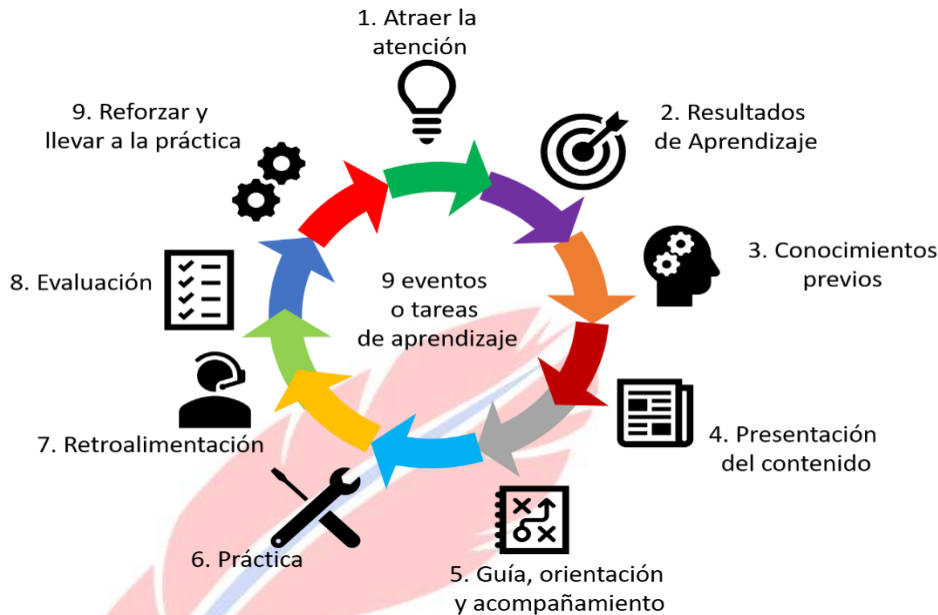 1. Atraer la
atención
2. Resultados
de Aprendizaje
3. Conocimientos
previos
4. Presentación
del contenido
5. Guía, orientación
y acompañamiento
6. Práctica
7. Retroalimentación
8. Evaluación
9. Reforzar y
llevar a la práctica
9 eventos
o tareas
de aprendizaje